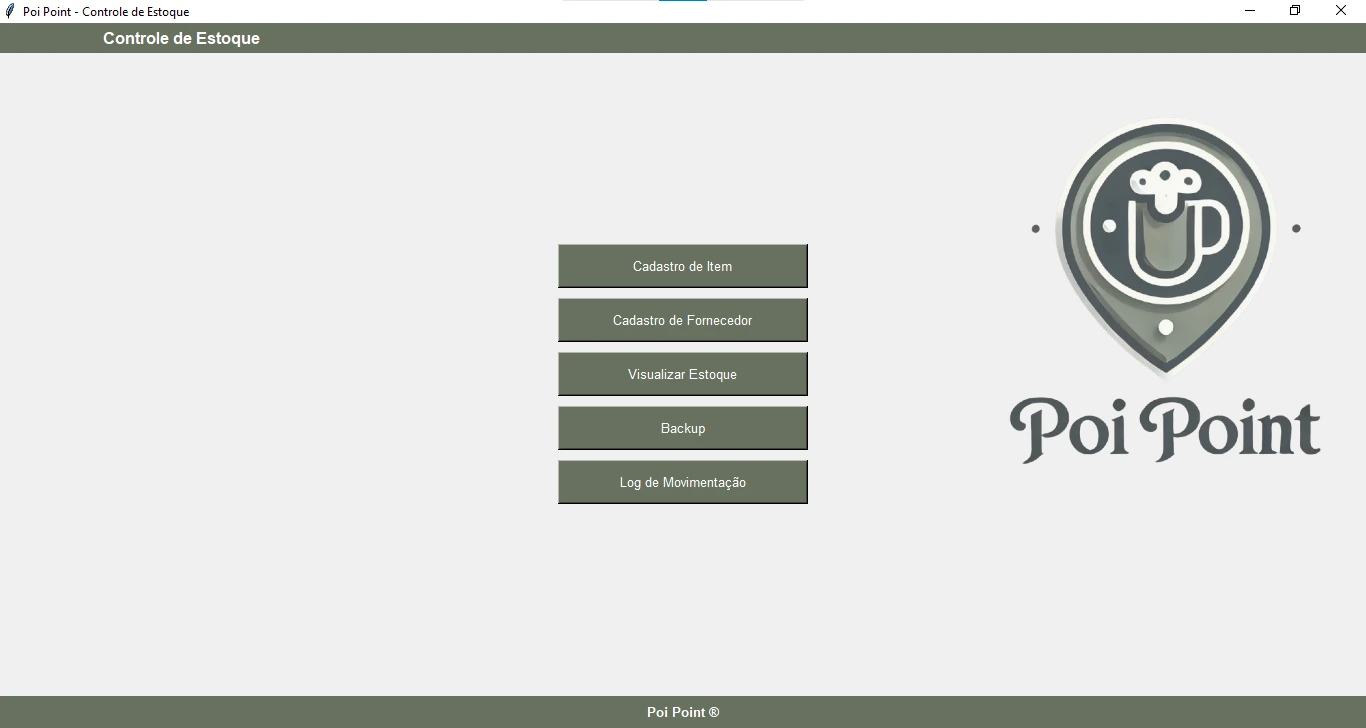 Poi Point - Controle de Estoque
Controle de Estoque
Cadastro de Item
Cadastro de Fornecedor
Visualizar Estoque
Backup
Log de Movimentação
Poi Point
Poi Point ®